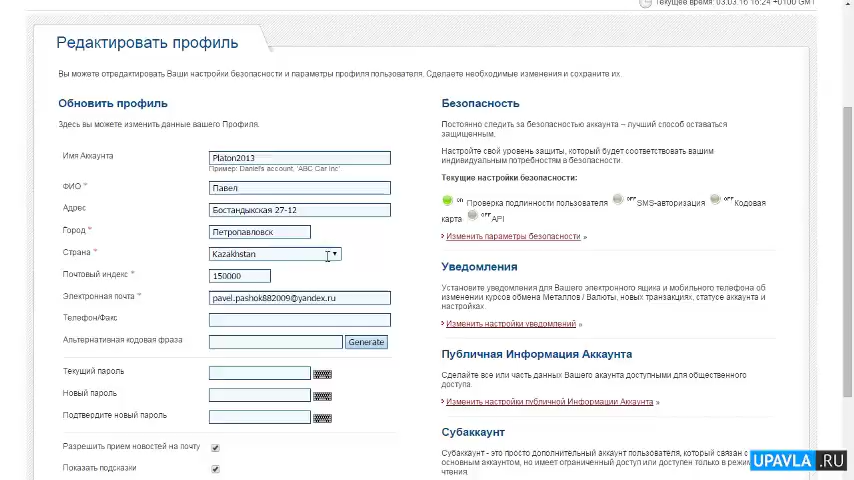 Текущее время: 03.03.16 16:24 +0100 GMT
Редактировать профиль
Вы можете отредактировать Ваши настройки безопасности и параметры профиля пользователя. Сделаете необходимые изменения и сохраните их.
Обновить профиль
Здесь вы можете изменить данные вашего Профиля.
Имя Аккаунта
Platon2013
Пример: Daniel's account, 'ABC Car Inc'
ФИО *
Павел
Адрес
Бостандыкская 27-12
Город *
Петропавловск
Страна *
Kazakhstan
Почтовый индекс *
150000
Электронная почта *
pavel.pashok882009@yandex.ru
Телефон/Факс
Альтернативная кодовая фраза
Generate
Текущий пароль
Новый пароль
Подтвердите новый пароль
Разрешить прием новостей на почту
Показать подсказки
Безопасность
Постоянно следить за безопасностью аккаунта – лучший способ оставаться
защищенным.
Настройте свой уровень защиты, который будет соответствовать вашим
индивидуальным потребностям в безопасности.
Текущие настройки безопасности:
ON Проверка подлинности пользователя OFF SMS-авторизация OFF Кодовая
карта OFF API
Изменить параметры безопасности »
Уведомления
Установите уведомления для Вашего электронного ящика и мобильного телефона об
изменении курсов обмена Металлов / Валюты, новых транзакциях, статусе аккаунта и
настройках.
Изменить настройки уведомлений »
Публичная Информация Аккаунта
Сделайте все или часть данных Вашего акаунта доступными для общественного
доступа.
Изменить настройки публичной Информации Аккаунта »
Субаккаунт
Субаккаунт - это просто дополнительный аккаунт пользователя, который связан с
основным аккаунтом, но имеет ограниченный доступ или доступен только в режиме
чтения.
UPAVLA.RU